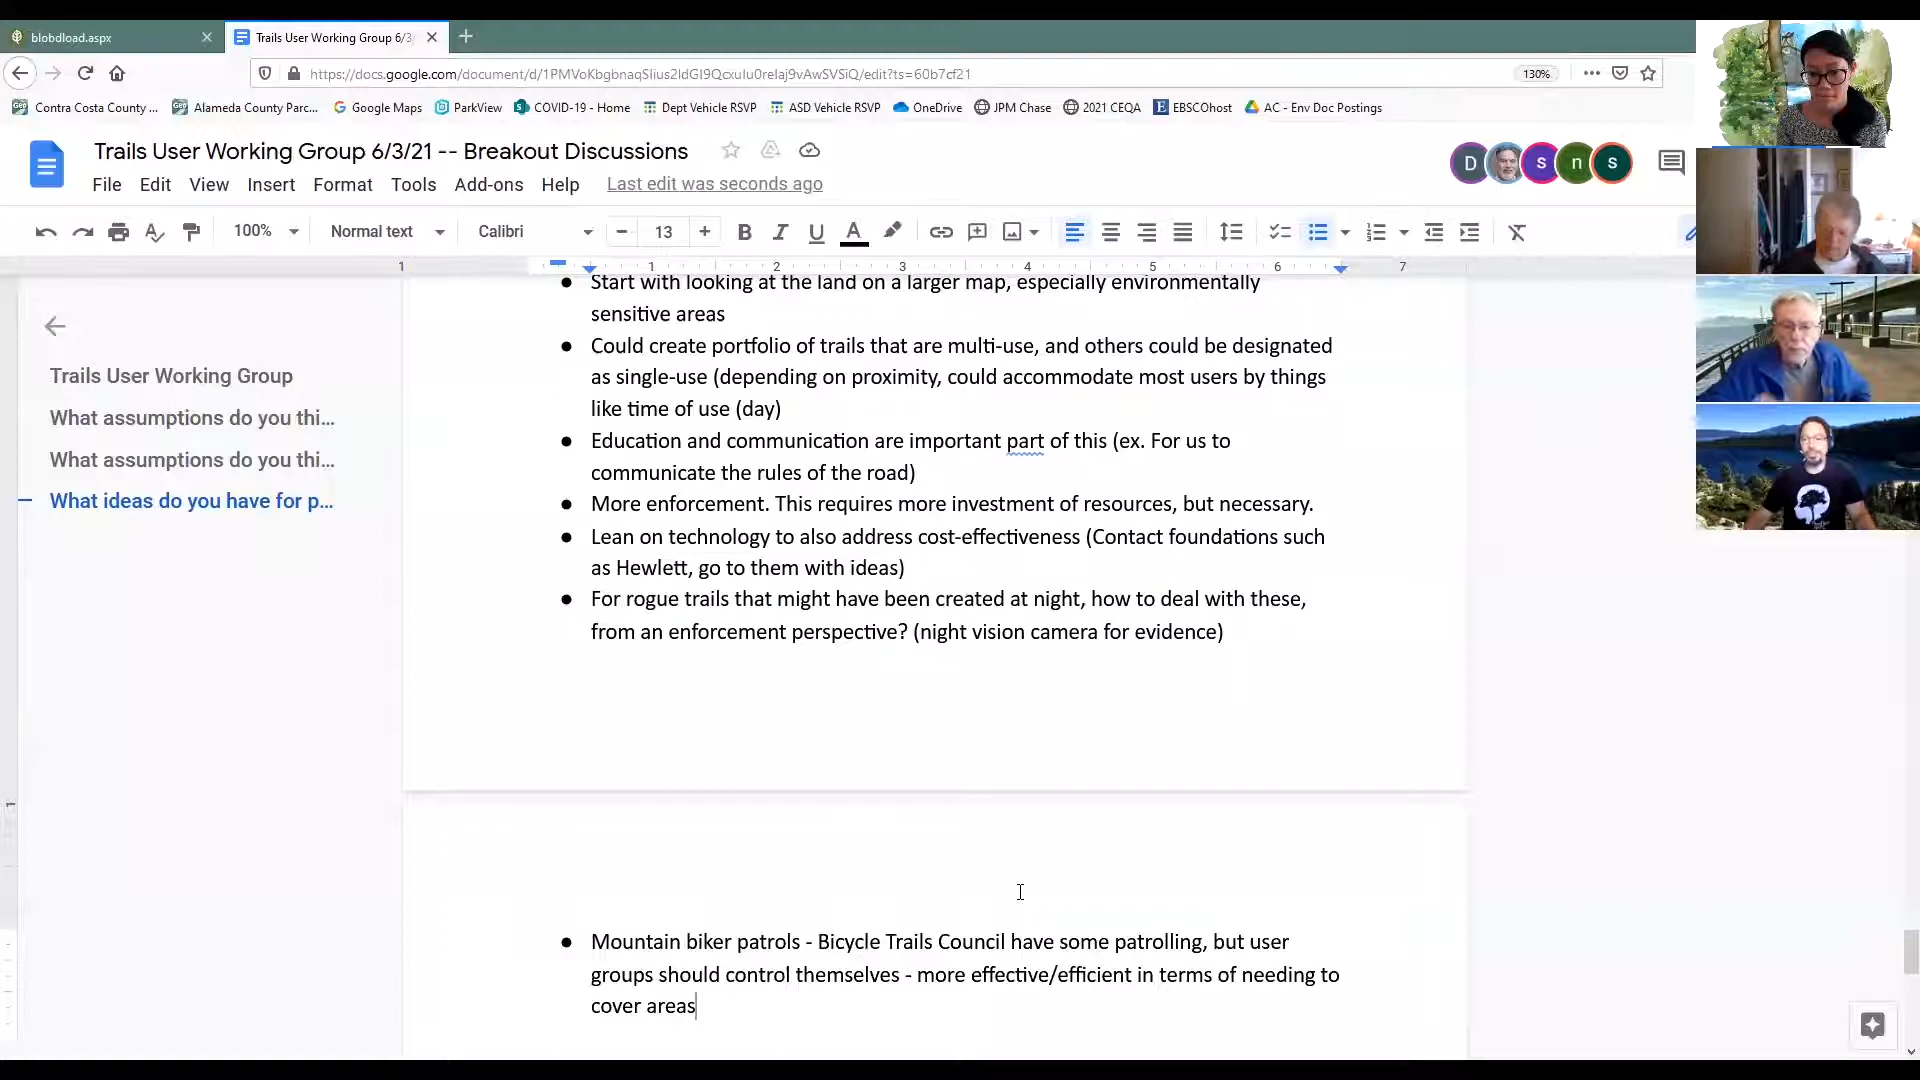 blobdload.aspx
Trails User Working Group 6/3
https://docs.google.com/document/d/1PMVoKbgbnaqSIius2IdGI9QcxuIu0reIaj9vAwSVSiQ/edit?ts=60b7cf21
130%
Contra Costa County ...
Alameda County Parc...
Google Maps
ParkView
COVID-19 - Home
Dept Vehicle RSVP
ASD Vehicle RSVP
OneDrive
JPM Chase
2021 CEQA
EBSCOhost
AC - Env Doc Postings
Trails User Working Group 6/3/21 -- Breakout Discussions
D
s
n
s
File Edit View Insert Format Tools Add-ons Help Last edit was seconds ago
100% Normal text Calibri 13 B I U A
1 1 2 3 4 5 6 7
Trails User Working Group
What assumptions do you thi...
What assumptions do you thi...
What ideas do you have for p...
● Start with looking at the land on a larger map, especially environmentally
sensitive areas
● Could create portfolio of trails that are multi-use, and others could be designated
as single-use (depending on proximity, could accommodate most users by things
like time of use (day)
● Education and communication are important part of this (ex. For us to
communicate the rules of the road)
● More enforcement. This requires more investment of resources, but necessary.
● Lean on technology to also address cost-effectiveness (Contact foundations such
as Hewlett, go to them with ideas)
● For rogue trails that might have been created at night, how to deal with these,
from an enforcement perspective? (night vision camera for evidence)
● Mountain biker patrols - Bicycle Trails Council have some patrolling, but user
groups should control themselves - more effective/efficient in terms of needing to
cover areas